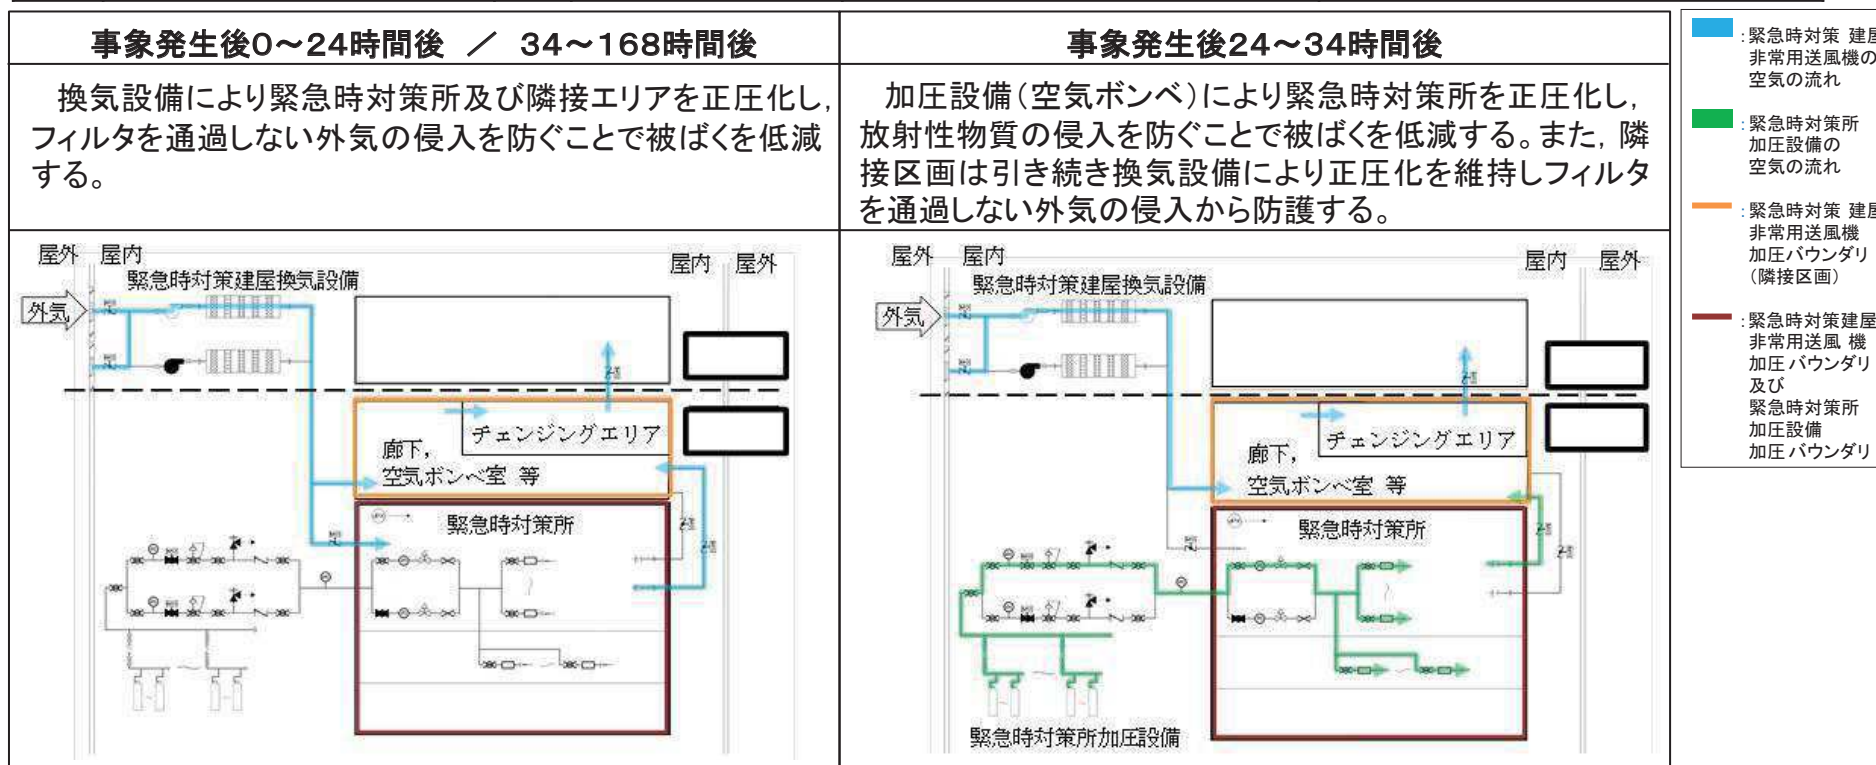 事象発生後0～24時間後 ／ 34～168時間後
換気設備により緊急時対策所及び隣接エリアを正圧化し,
フィルタを通過しない外気の侵入を防ぐことで被ばくを低減
する。
屋外 屋内
緊急時対策建屋換気設備
屋内 屋外
外気
チェンジングエリア
廊下,
空気ボンベ室 等
緊急時対策所
事象発生後24～34時間後
加圧設備（空気ボンベ）により緊急時対策所を正圧化し,
放射性物質の侵入を防ぐことで被ばくを低減する。また, 隣
接区画は引き続き換気設備により正圧化を維持しフィルタ
を通過しない外気の侵入から防護する。
屋外 屋内
緊急時対策建屋換気設備
屋内 屋外
外気
チェンジングエリア
廊下,
空気ボンベ室 等
緊急時対策所
緊急時対策所加圧設備
:緊急時対策 建屋
非常用送風機の
空気の流れ
:緊急時対策所
加圧設備の
空気の流れ
:緊急時対策 建屋
非常用送風機
加圧バウンダリ
（隣接区画）
:緊急時対策建屋
非常用送風 機
加圧 バウンダリ
及び
緊急時対策所
加圧設備
加圧 バウンダリ